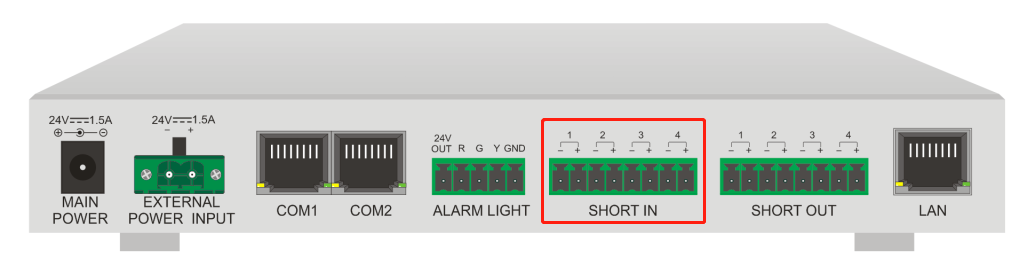 24V⎓1.5A
⊕ ⊖
MAIN
POWER
24V⎓1.5A
− +
EXTERNAL
POWER INPUT
COM1
COM2
24V
OUT R G Y GND
ALARM LIGHT
1 2 3 4
− + − + − + − +
SHORT IN
1 2 3 4
− + − + − + − +
SHORT OUT
LAN